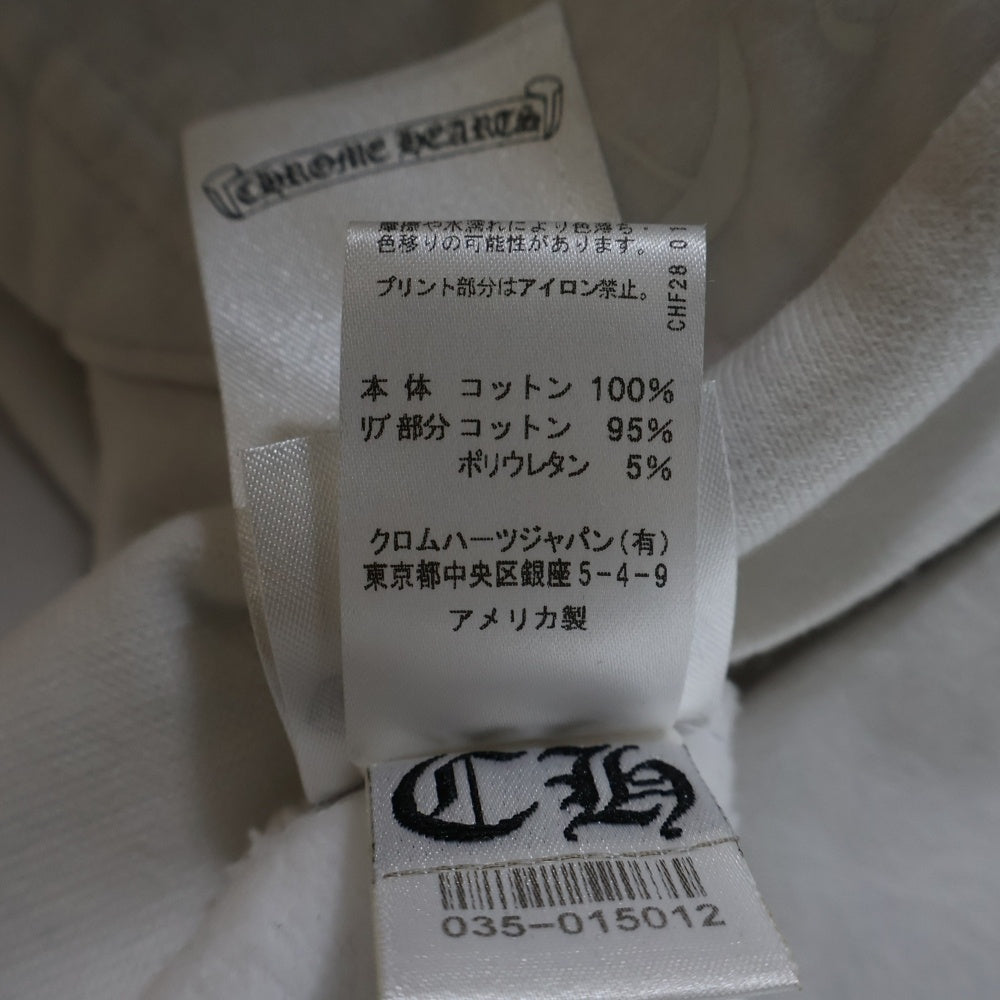 CHROME HEARTS
摩擦や水濡れにより色落ち・
色移りの可能性があります。
プリント部分はアイロン禁止。
CHF28 01
本体 コットン 100%
リブ部分 コットン 95%
ポリウレタン 5%
クロムハーツジャパン(有)
東京都中央区銀座5-4-9
アメリカ製
CH
035-015012